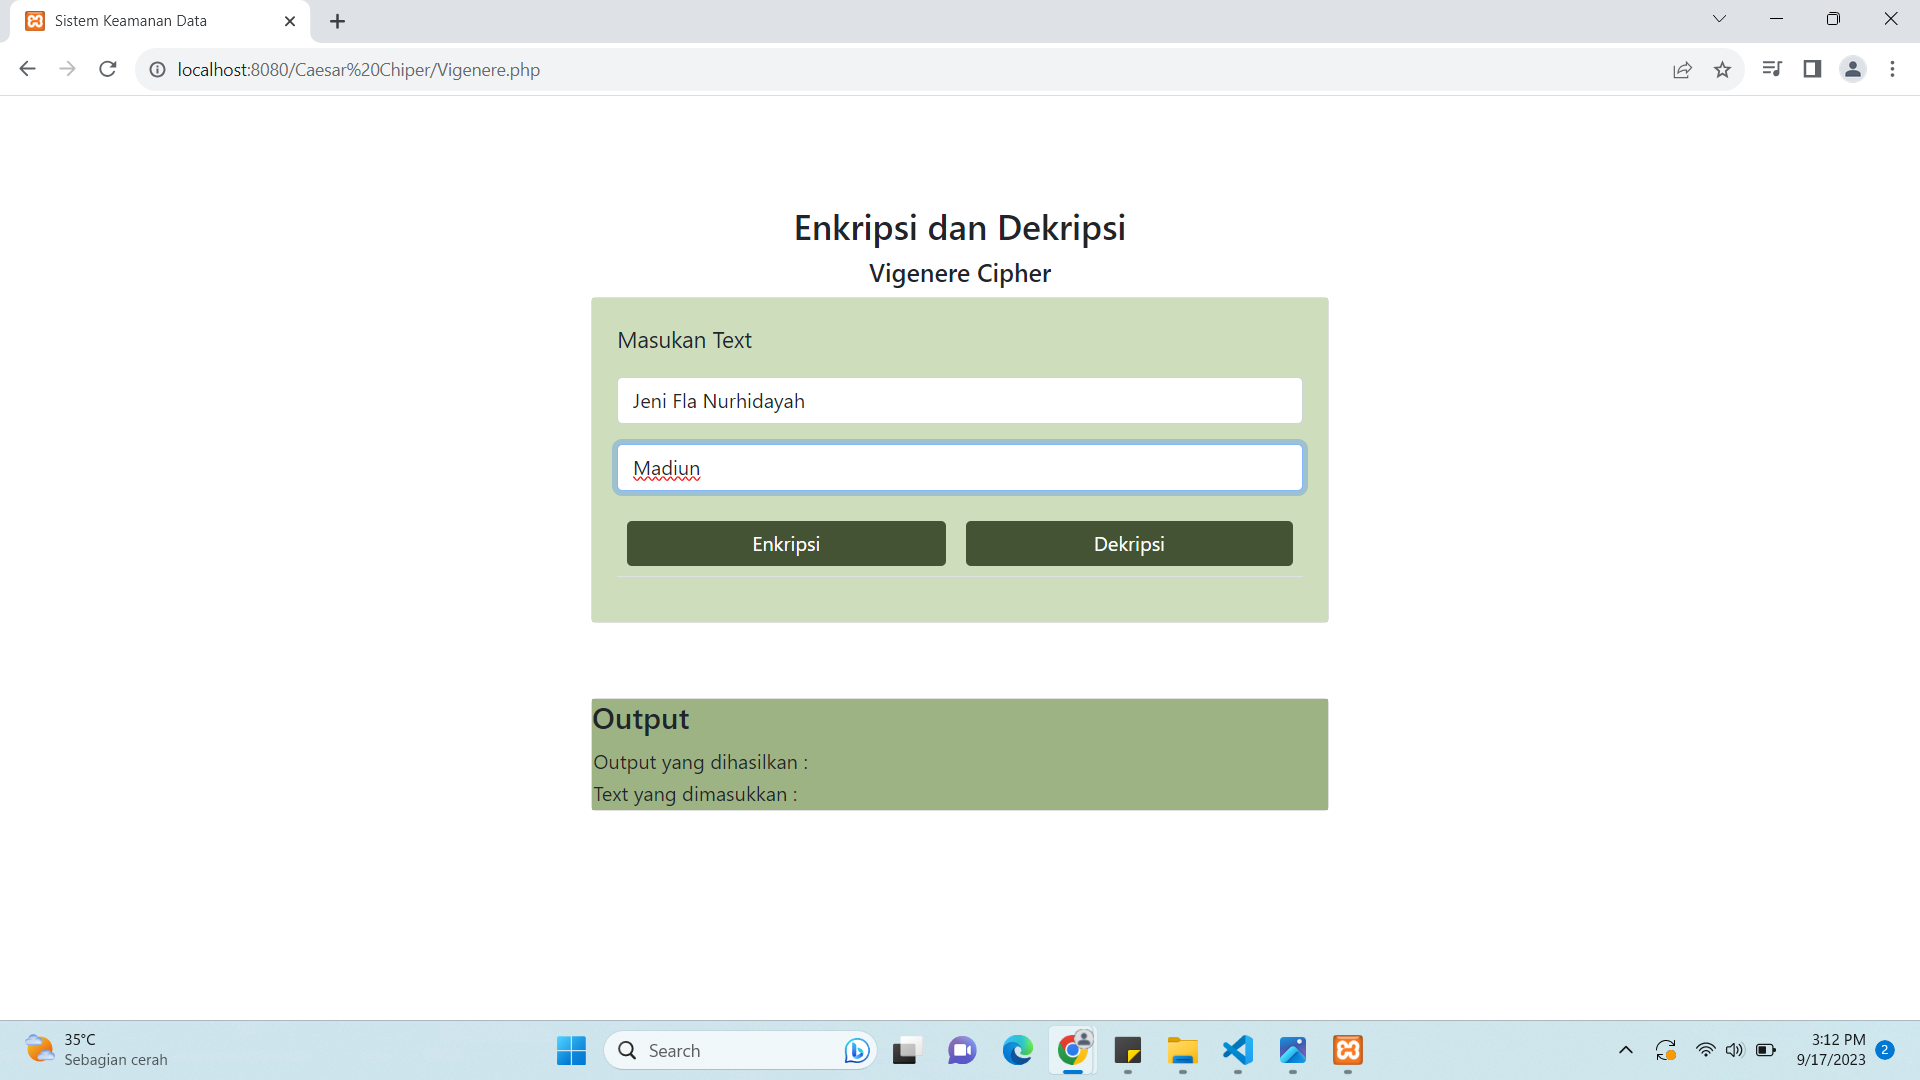 Sistem Keamanan Data
localhost:8080/Caesar%20Chiper/Vigenere.php
Enkripsi dan Dekripsi
Vigenere Cipher
Masukan Text
Jeni Fla Nurhidayah
Madiun
Enkripsi Dekripsi
Output
Output yang dihasilkan :
Text yang dimasukkan :
35°C
Sebagian cerah
Search
3:12 PM
9/17/2023
2